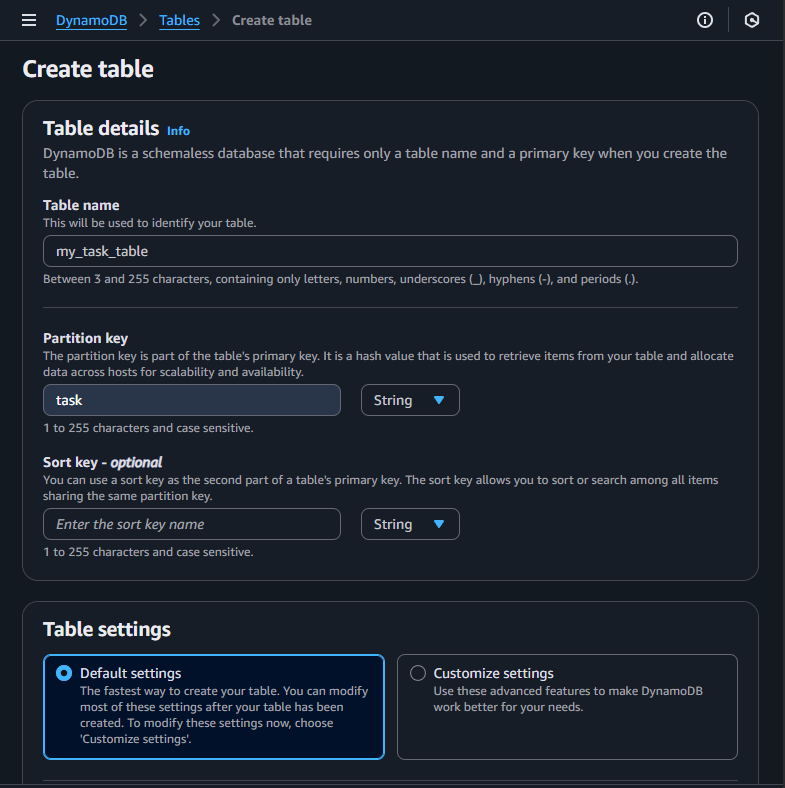 DynamoDB > Tables > Create table
Create table
Table details Info
DynamoDB is a schemaless database that requires only a table name and a primary key when you create the
table.
Table name
This will be used to identify your table.
my_task_table
Between 3 and 255 characters, containing only letters, numbers, underscores (_), hyphens (-), and periods (.).
Partition key
The partition key is part of the table's primary key. It is a hash value that is used to retrieve items from your table and allocate
data across hosts for scalability and availability.
task String
1 to 255 characters and case sensitive.
Sort key - optional
You can use a sort key as the second part of a table's primary key. The sort key allows you to sort or search among all items
sharing the same partition key.
Enter the sort key name String
1 to 255 characters and case sensitive.
Table settings
Default settings
The fastest way to create your table. You can modify
most of these settings after your table has been
created. To modify these settings now, choose
'Customize settings'.
Customize settings
Use these advanced features to make DynamoDB
work better for your needs.